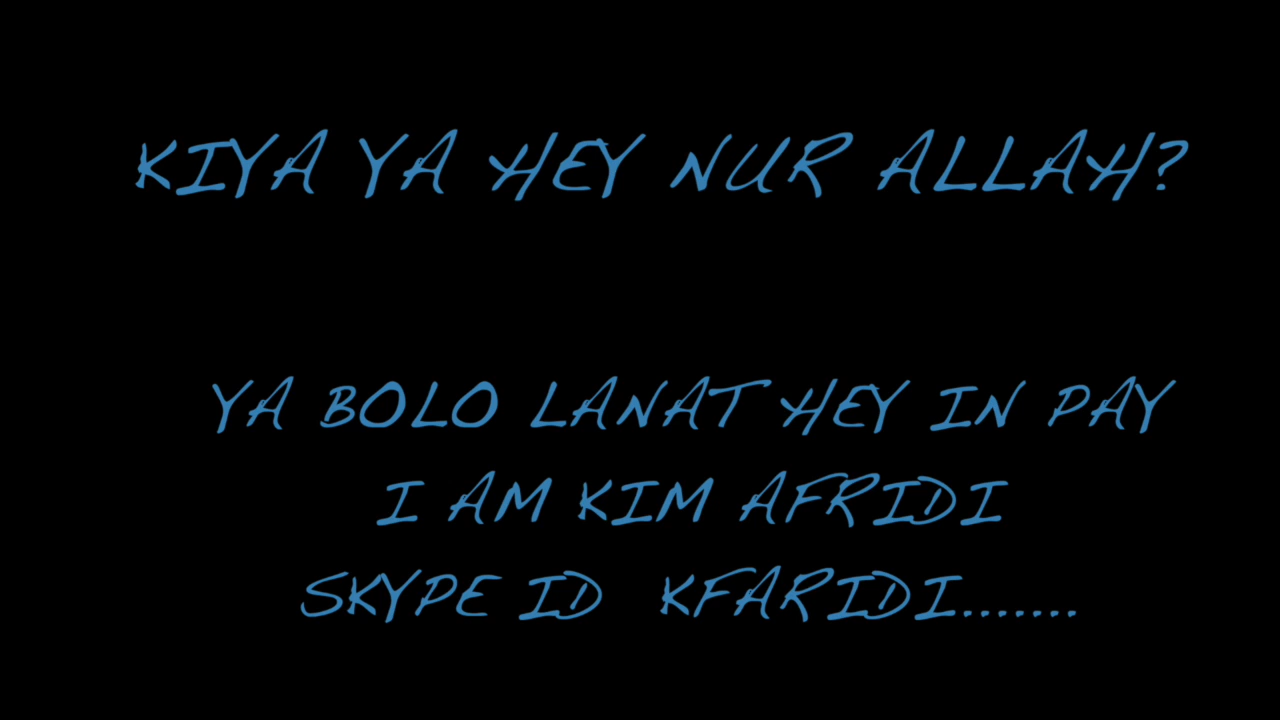 KIYA YA HEY NUR ALLAH?
YA BOLO LANAT HEY IN PAY
I AM KIM AFRIDI
SKYPE ID KFARIDI.......